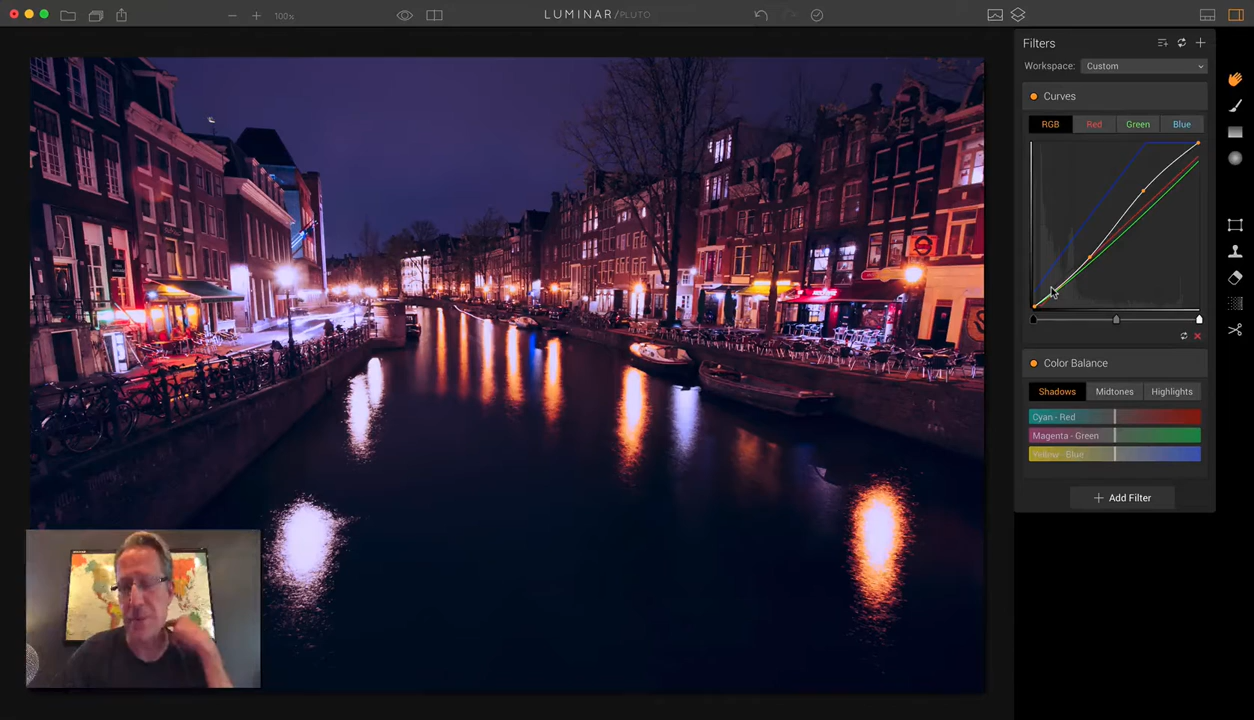 100%
LUMINAR/PLUTO
Filters
Workspace: Custom
Curves
RGB Red Green Blue
Color Balance
Shadows Midtones Highlights
Cyan - Red
Magenta - Green
Yellow - Blue
Add Filter